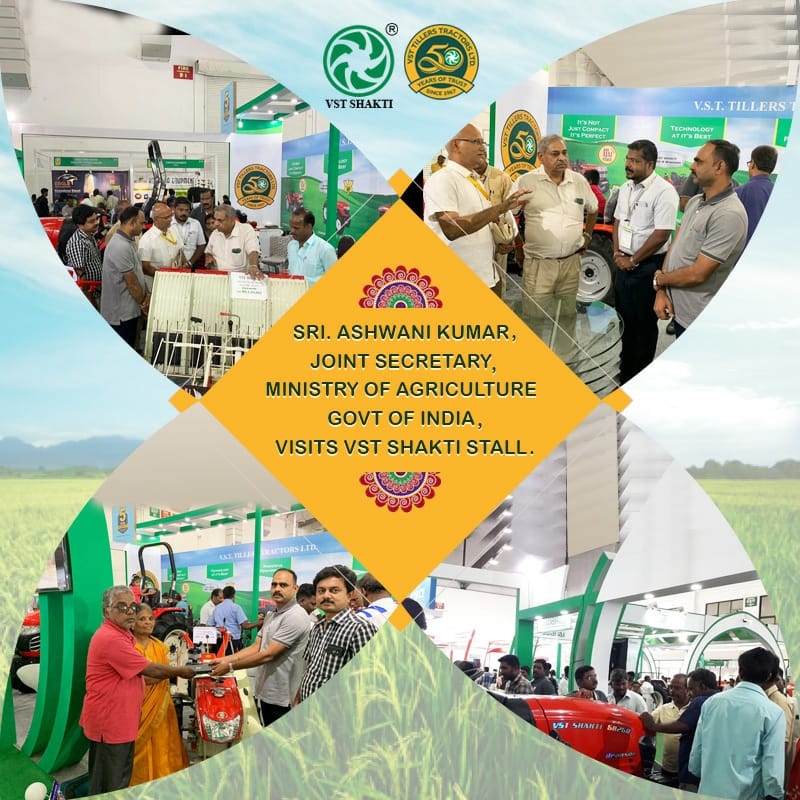 VST SHAKTI
®
VST TILLERS TRACTORS LTD.
50
YEARS OF TRUST
SINCE 1967
FIRE
V.S.T. TILLERS T
IT'S NOT
JUST COMPACT
IT'S PERFECT
TECHNOLOGY
AT IT'S BEST
SRI. ASHWANI KUMAR,
JOINT SECRETARY,
MINISTRY OF AGRICULTURE
GOVT OF INDIA,
VISITS VST SHAKTI STALL.
V.S.T. TILLERS TRACTORS LTD.
VST SHAKTI